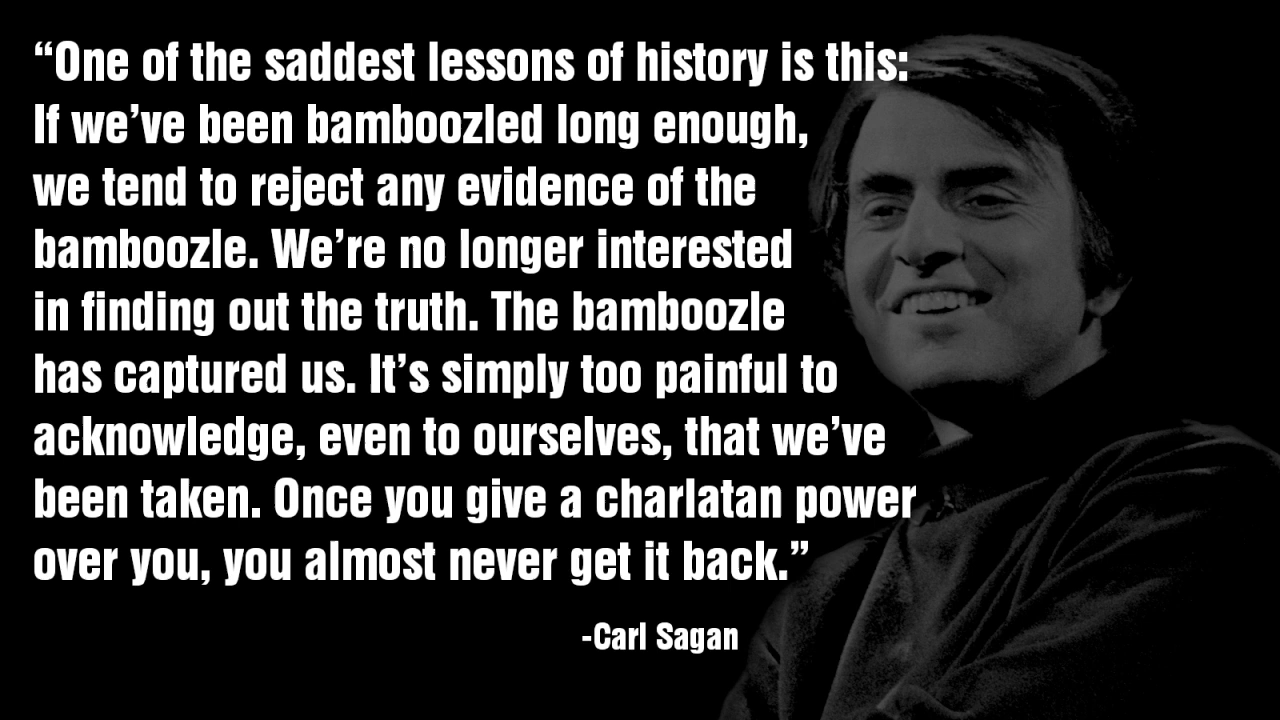 “One of the saddest lessons of history is this:
If we’ve been bamboozled long enough,
we tend to reject any evidence of the
bamboozle. We’re no longer interested
in finding out the truth. The bamboozle
has captured us. It’s simply too painful to
acknowledge, even to ourselves, that we’ve
been taken. Once you give a charlatan power
over you, you almost never get it back.”
-Carl Sagan